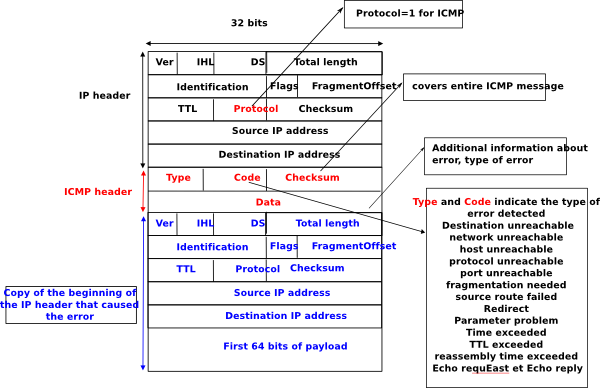 Protocol=1 for ICMP
32 bits
Ver IHL DS Total length
Identification Flags FragmentOffset
covers entire ICMP message
IP header
TTL Protocol Checksum
Source IP address
Destination IP address
Additional information about
error, type of error
Type Code Checksum
ICMP header
Data
Type and Code indicate the type of
error detected
Destination unreachable
network unreachable
host unreachable
protocol unreachable
port unreachable
fragmentation needed
source route failed
Redirect
Parameter problem
Time exceeded
TTL exceeded
reassembly time exceeded
Echo requEast et Echo reply
Ver IHL DS Total length
Identification Flags FragmentOffset
TTL Protocol Checksum
Copy of the beginning of
the IP header that caused
the error
Source IP address
Destination IP address
First 64 bits of payload